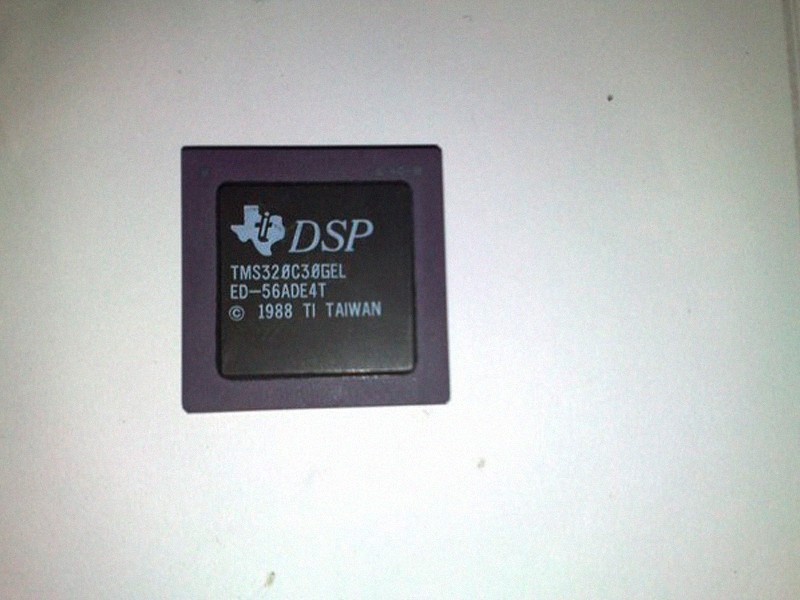 DSP
TMS320C30GEL
ED-56ADE4T
© 1988 TI TAIWAN